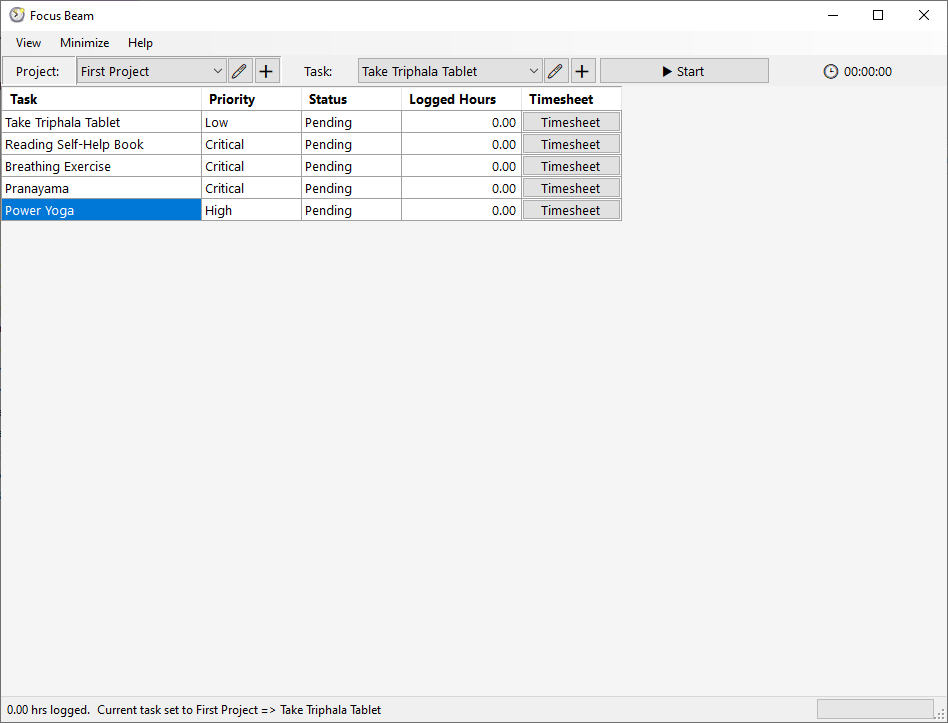 Focus Beam
View Minimize Help
Project: First Project Task: Take Triphala Tablet Start 00:00:00
Task Priority Status Logged Hours Timesheet
Take Triphala Tablet Low Pending 0.00 Timesheet
Reading Self-Help Book Critical Pending 0.00 Timesheet
Breathing Exercise Critical Pending 0.00 Timesheet
Pranayama Critical Pending 0.00 Timesheet
Power Yoga High Pending 0.00 Timesheet
0.00 hrs logged. Current task set to First Project => Take Triphala Tablet